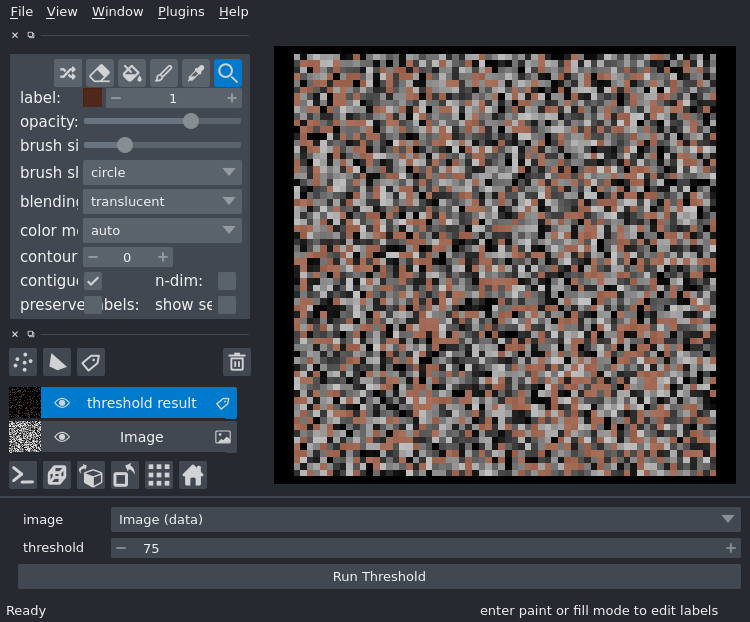 File View Window Plugins Help
label: 1
opacity:
brush si
brush sl circle
blending translucent
color m auto
contour 0
contigu n-dim:
preserve labels: show se
threshold result
Image
image Image (data)
threshold 75
Run Threshold
Ready enter paint or fill mode to edit labels